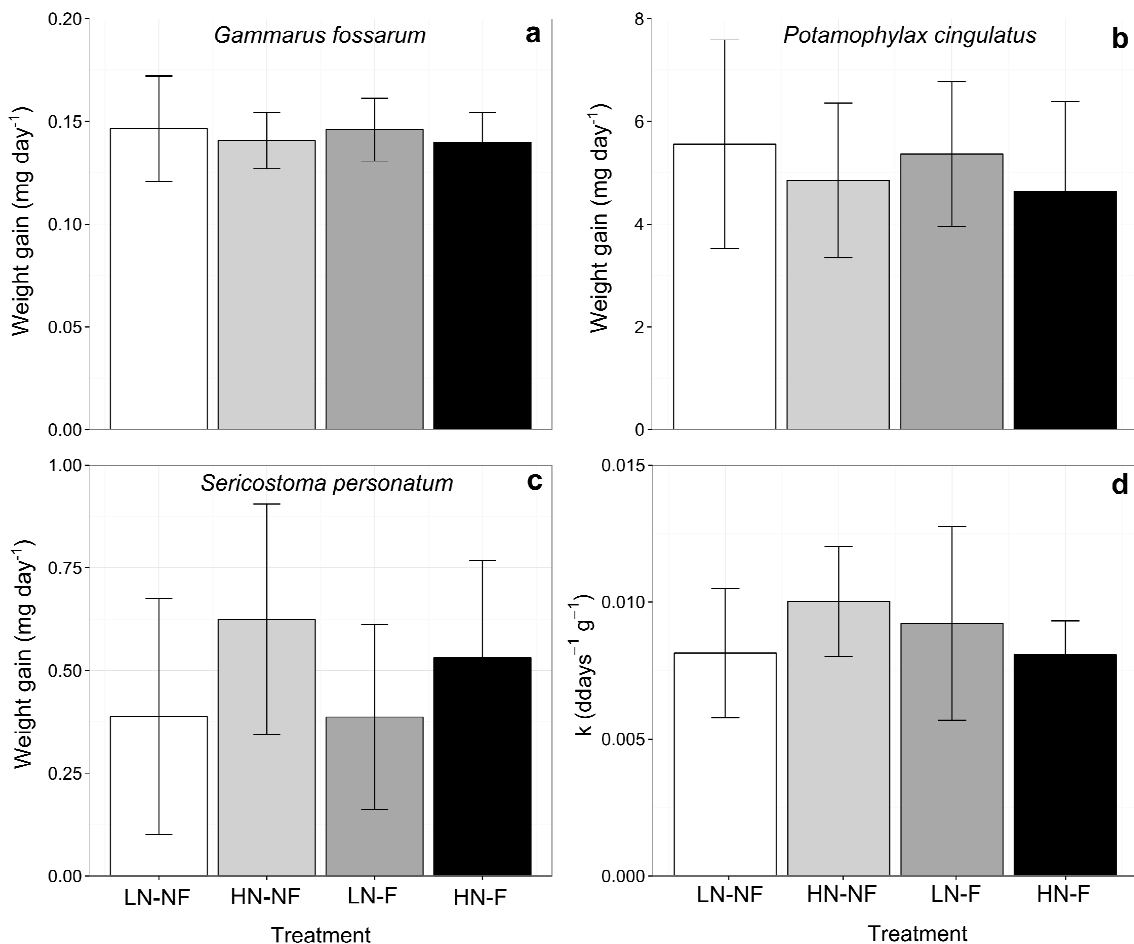 Gammarus fossarum
a
Weight gain (mg day⁻¹)
0.20
0.15
0.10
0.05
0.00
Potamophylax cingulatus
b
Weight gain (mg day⁻¹)
8
6
4
2
0
Sericostoma personatum
c
Weight gain (mg day⁻¹)
1.00
0.75
0.50
0.25
0.00
LN-NF HN-NF LN-F HN-F
Treatment
d
k (ddays⁻¹ g⁻¹)
0.015
0.010
0.005
0.000
LN-NF HN-NF LN-F HN-F
Treatment